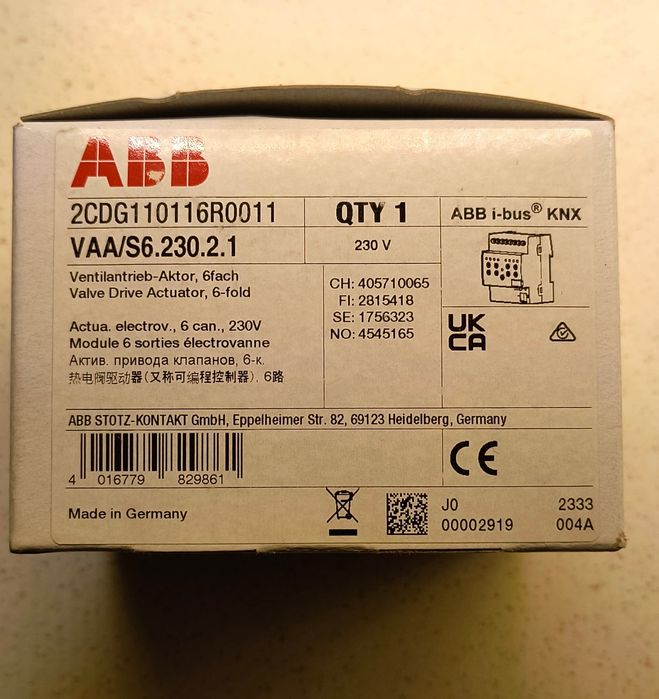 ABB
2CDG110116R0011
QTY 1
ABB i-bus® KNX
VAA/S6.230.2.1
230 V
Ventilantrieb-Aktor, 6fach
Valve Drive Actuator, 6-fold
CH: 405710065
FI: 2815418
SE: 1756323
NO: 4545165
Actua. electrov., 6 can., 230V
Module 6 sorties électrovanne
Актив. привода клапанов, 6-к.
热电阀驱动器(又称可编程控制器), 6路
UK
CA
ABB STOTZ-KONTAKT GmbH, Eppelheimer Str. 82, 69123 Heidelberg, Germany
4 016779 829861
CE
Made in Germany
J0 2333
00002919 004A